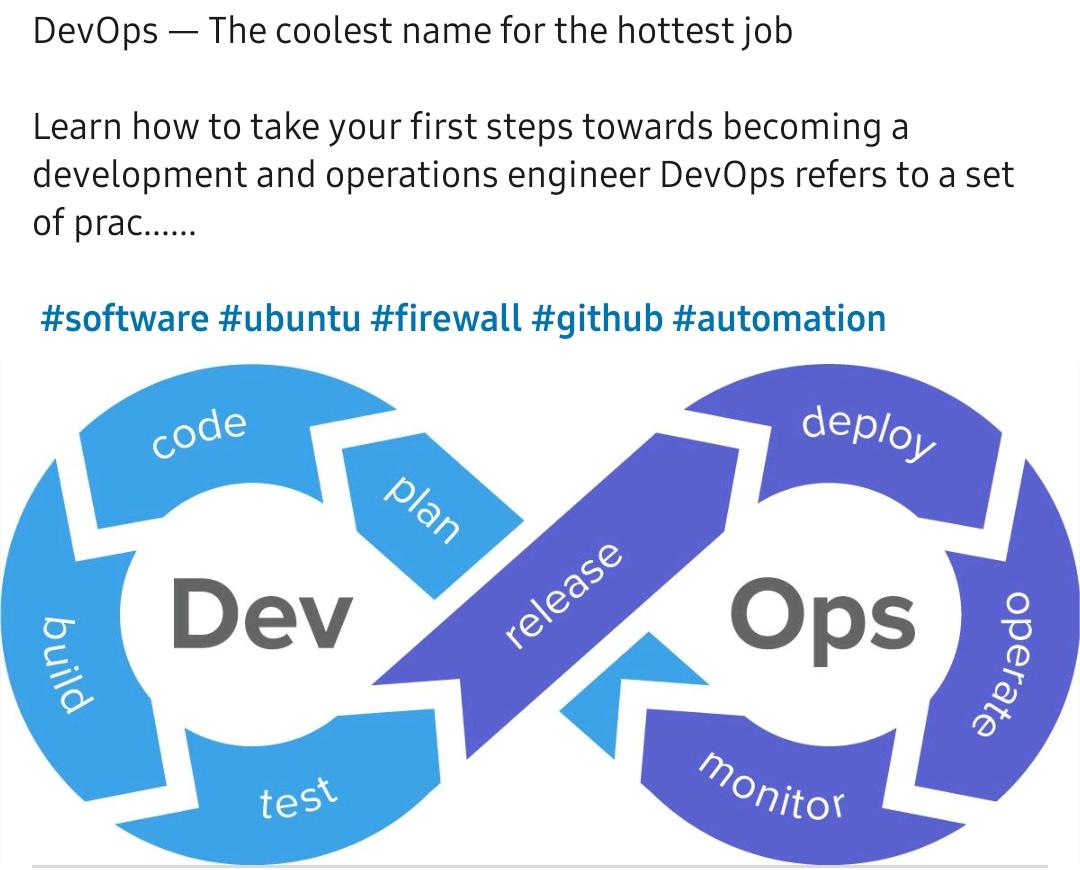 DevOps — The coolest name for the hottest job
Learn how to take your first steps towards becoming a
development and operations engineer DevOps refers to a set
of prac......
#software #ubuntu #firewall #github #automation
code
plan
build
test
Dev
release
deploy
operate
monitor
Ops